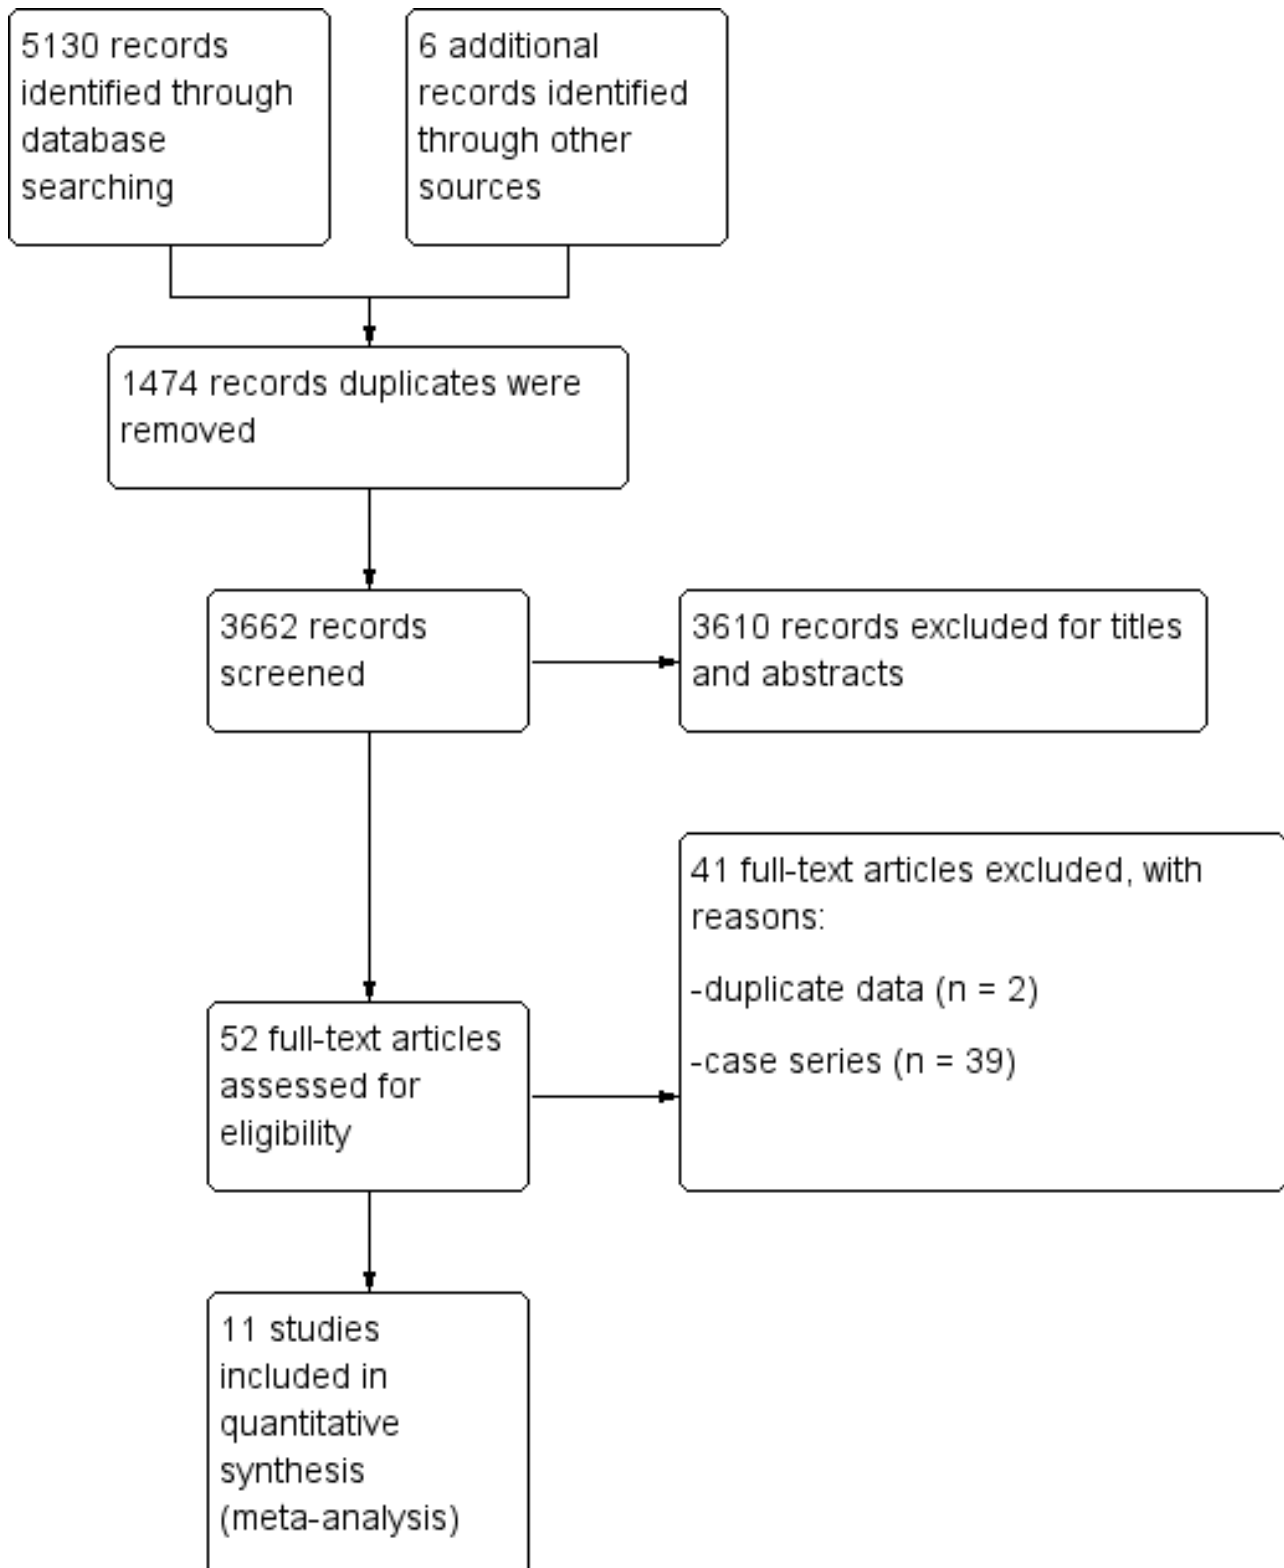 5130 records
identified through
database
searching
6 additional
records identified
through other
sources
1474 records duplicates were
removed
3662 records
screened
3610 records excluded for titles
and abstracts
52 full-text articles
assessed for
eligibility
41 full-text articles excluded, with
reasons:
-duplicate data (n = 2)
-case series (n = 39)
11 studies
included in
quantitative
synthesis
(meta-analysis)